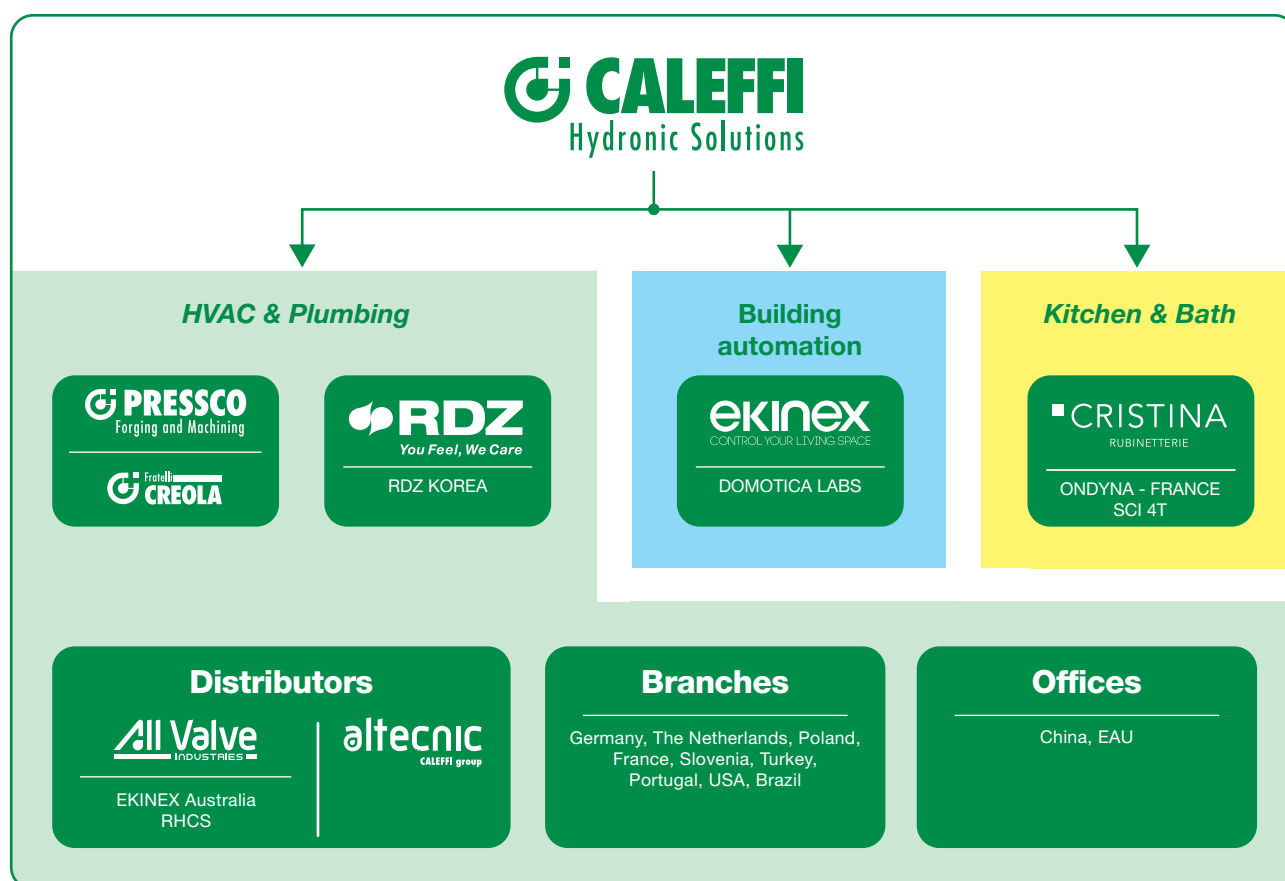 CALEFFI
Hydronic Solutions
HVAC & Plumbing
PRESSCO
Forging and Machining
Fratelli
CREOLA
RDZ
You Feel, We Care
RDZ KOREA
Building
automation
ekinex
CONTROL YOUR LIVING SPACE
DOMOTICA LABS
Kitchen & Bath
CRISTINA
RUBINETTERIE
ONDYNA - FRANCE
SCI 4T
Distributors
All Valve
INDUSTRIES
EKINEX Australia
RHCS
altecnic
CALEFFI group
Branches
Germany, The Netherlands, Poland,
France, Slovenia, Turkey,
Portugal, USA, Brazil
Offices
China, EAU